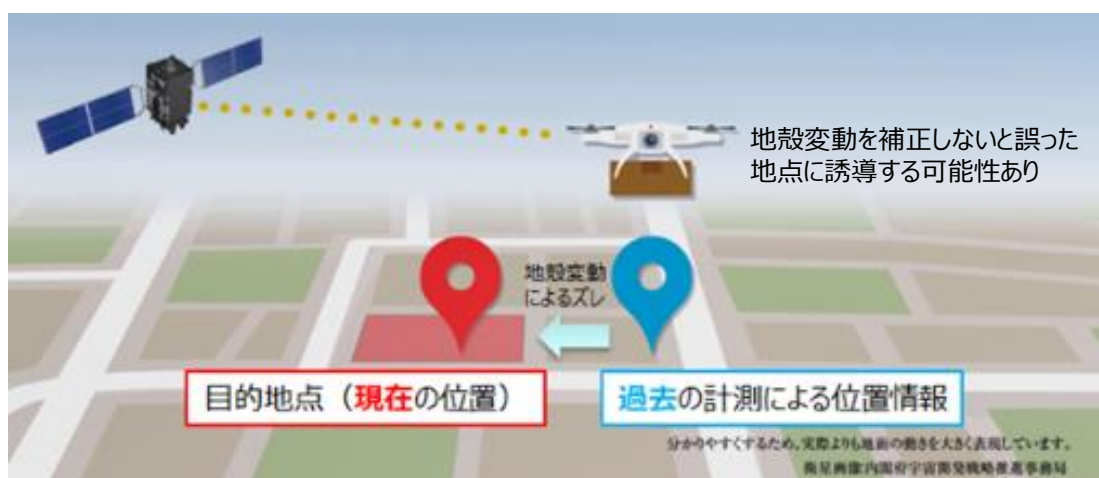 地殻変動を補正しないと誤った
地点に誘導する可能性あり
地殻変動
によるズレ
目的地点（現在の位置）
過去の計測による位置情報
分かりやすくするため、実際よりも地面の動きを大きく表現しています。
衛星画像:内閣府宇宙開発戦略推進事務局